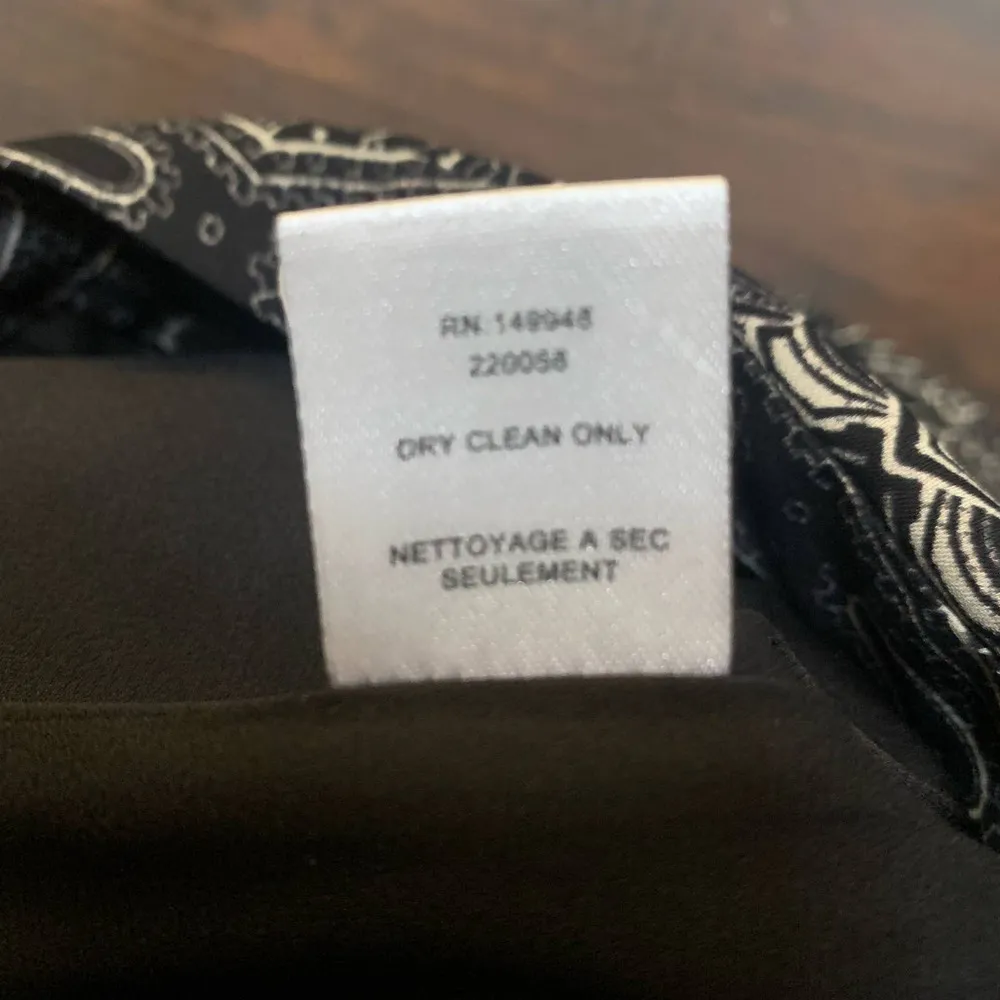 RN 149948
220058
DRY CLEAN ONLY
NETTOYAGE A SEC
SEULEMENT